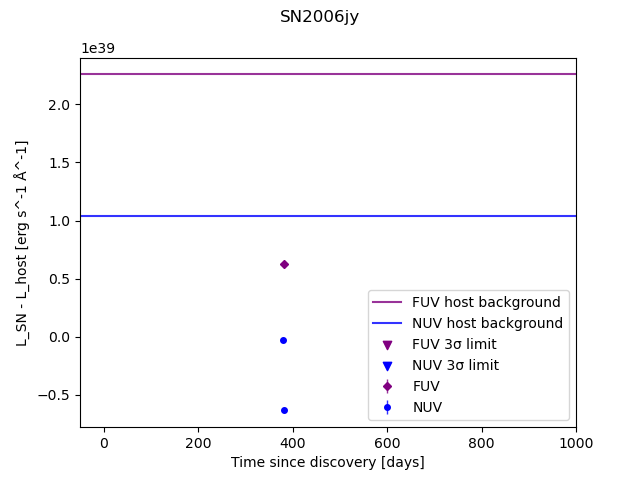 SN2006jy
1e39
L_SN - L_host [erg s^-1 Å^-1]
2.0
1.5
1.0
0.5
0.0
−0.5
FUV host background
NUV host background
FUV 3σ limit
NUV 3σ limit
FUV
NUV
0 200 400 600 800 1000
Time since discovery [days]